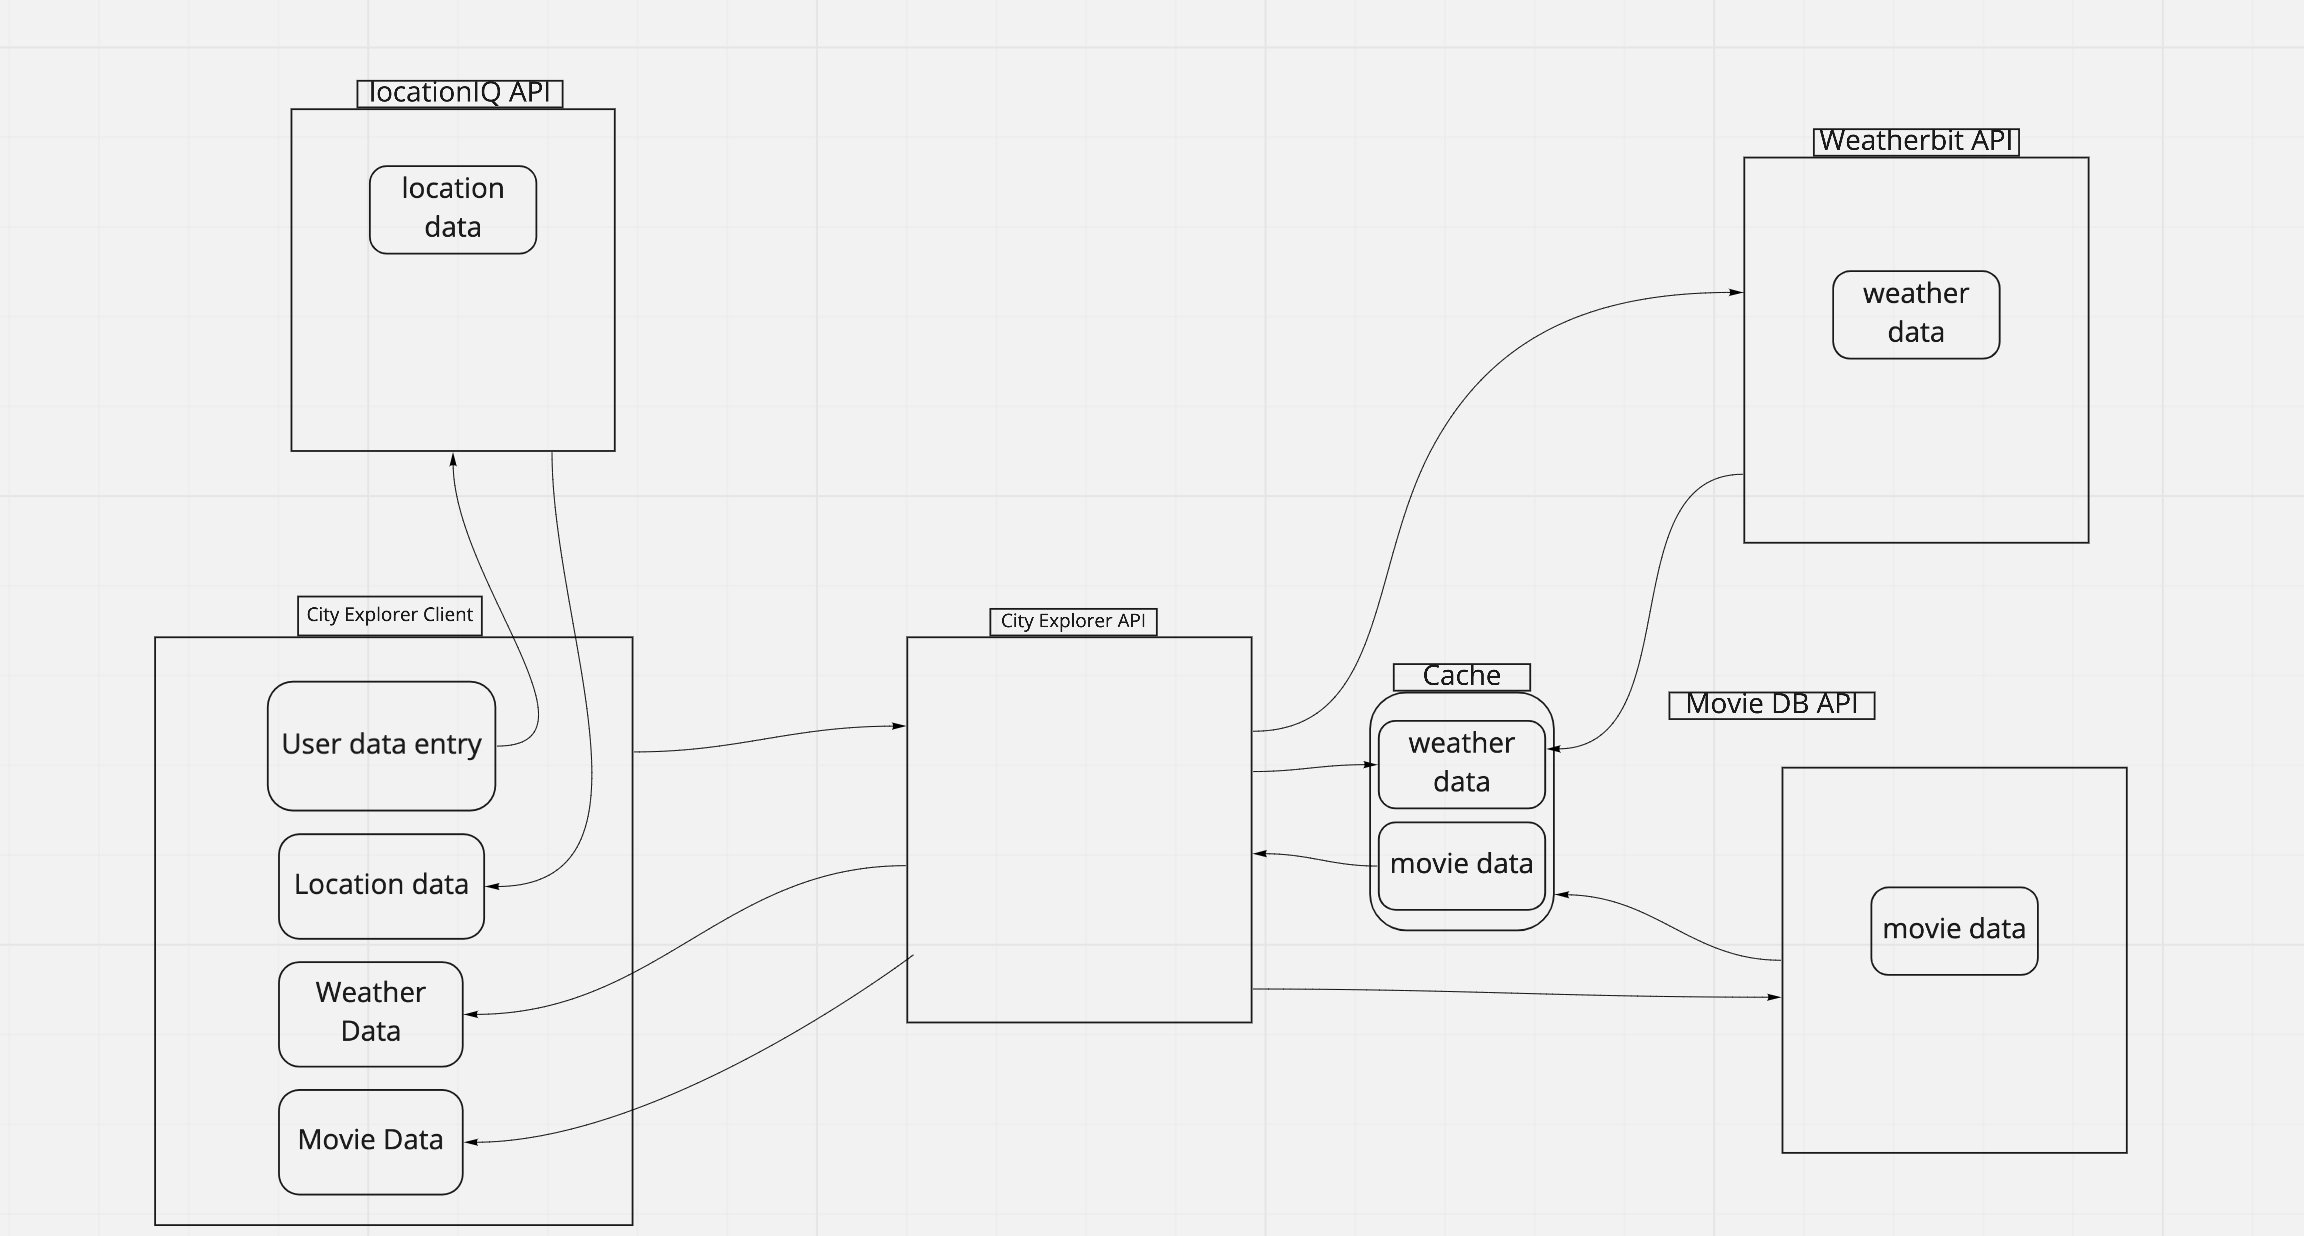 locationIQ API
location
data
Weatherbit API
weather
data
City Explorer Client
User data entry
Location data
Weather
Data
Movie Data
City Explorer API
Cache
weather
data
movie data
Movie DB API
movie data